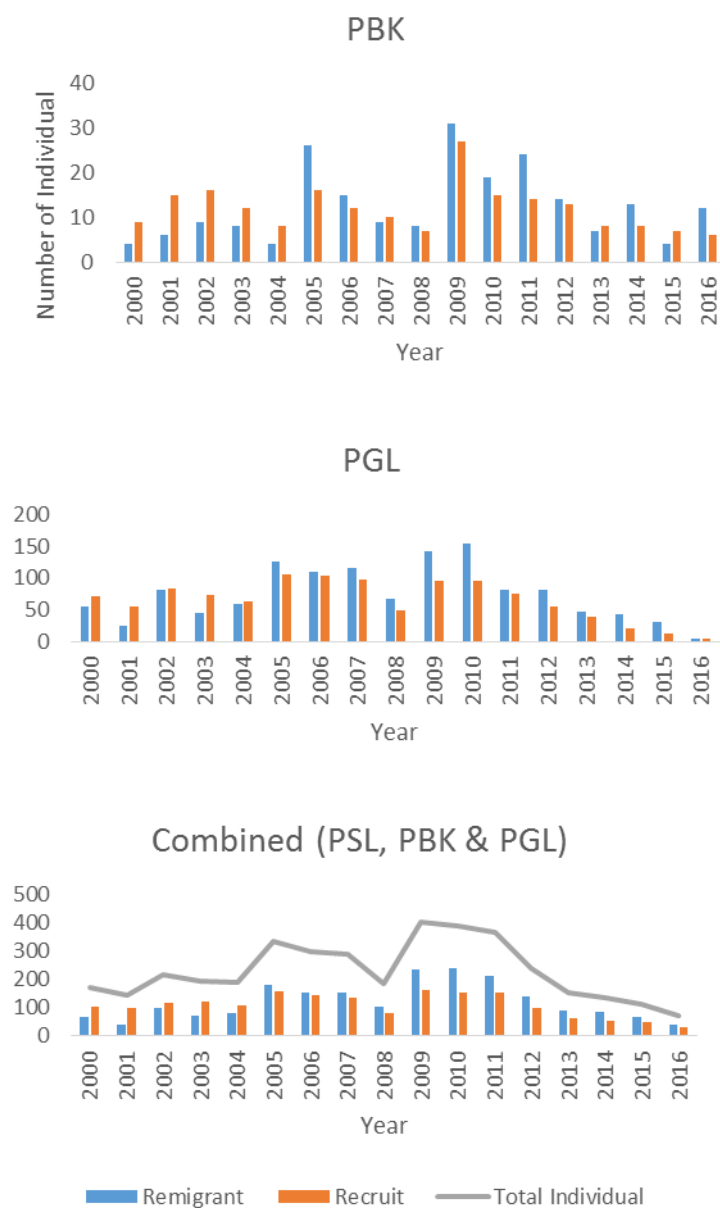 PBK
Number of Individual
40
30
20
10
0
2000 2001 2002 2003 2004 2005 2006 2007 2008 2009 2010 2011 2012 2013 2014 2015 2016
Year
PGL
200
150
100
50
0
2000 2001 2002 2003 2004 2005 2006 2007 2008 2009 2010 2011 2012 2013 2014 2015 2016
Year
Combined (PSL, PBK & PGL)
500
400
300
200
100
0
2000 2001 2002 2003 2004 2005 2006 2007 2008 2009 2010 2011 2012 2013 2014 2015 2016
Year
Remigrant Recruit Total Individual